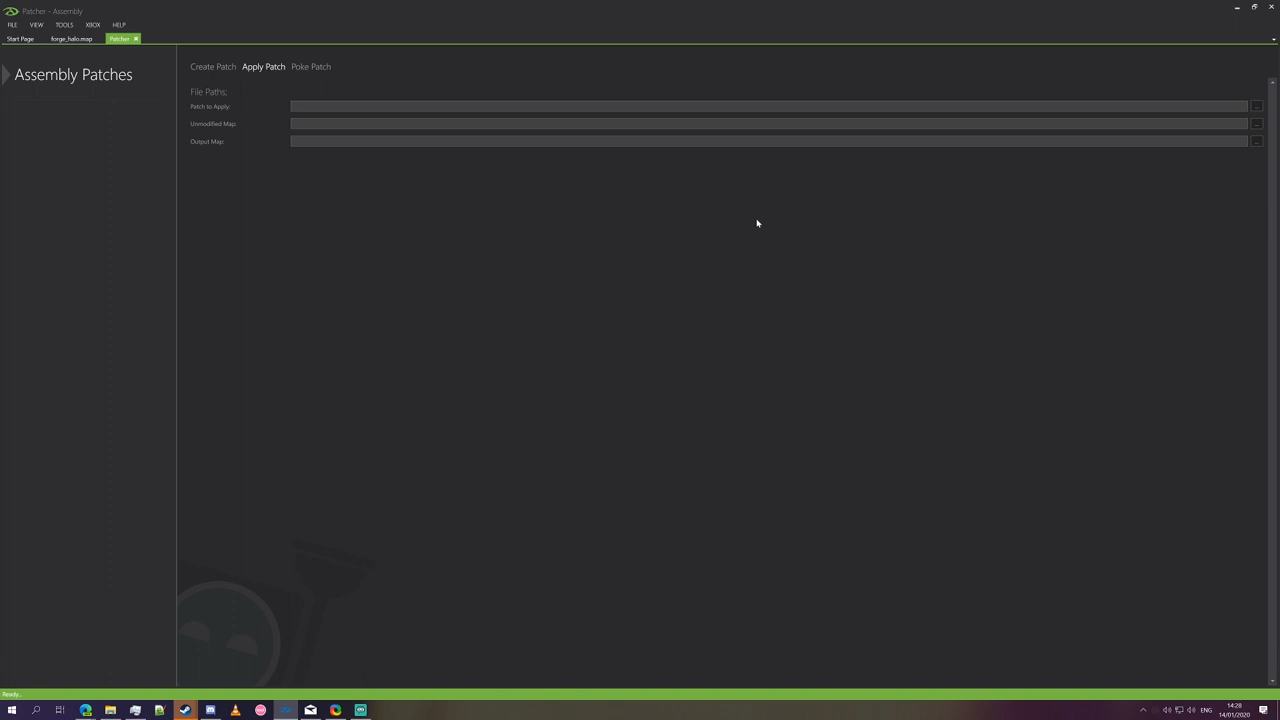 Patcher - Assembly
FILE VIEW TOOLS XBOX HELP
Start Page forge_halo.map Patcher
Assembly Patches
Create Patch Apply Patch Poke Patch
File Paths;
Patch to Apply: ...
Unmodified Map: ...
Output Map: ...
Ready...
ENG
14:28
14/01/2020